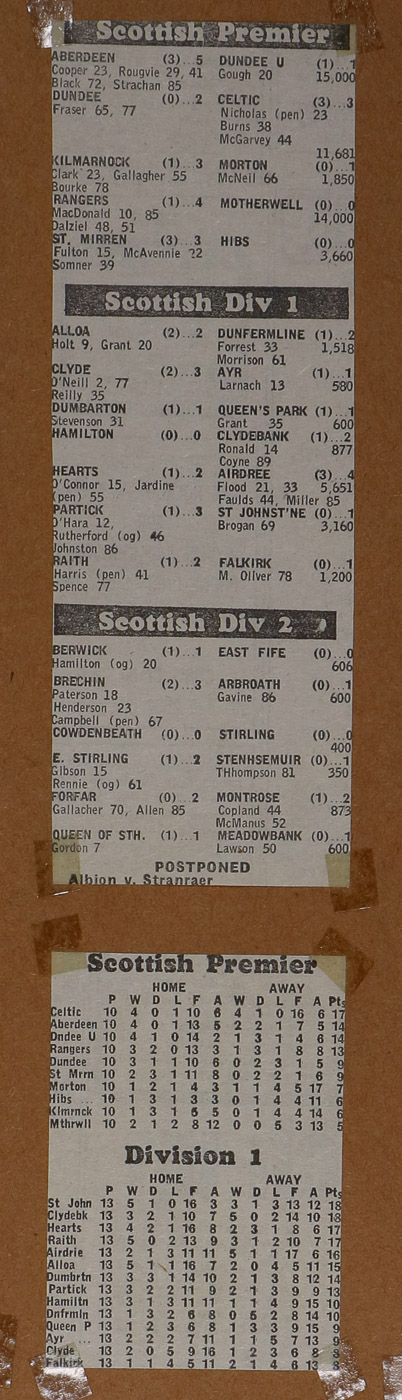 Scottish Premier
ABERDEEN (3)...5 DUNDEE U (1)...1
Cooper 23, Rougvie 29, 41 Gough 20 15,000
Black 72, Strachan 85
DUNDEE (0)...2 CELTIC (3)...3
Fraser 65, 77 Nicholas (pen) 23
Burns 38
McGarvey 44
11,681
KILMARNOCK (1)...3 MORTON (0)...1
Clark 23, Gallagher 55 McNeil 66 1,850
Bourke 78
RANGERS (1)...4 MOTHERWELL (0)...0
MacDonald 10, 85 14,000
Dalziel 48, 51
ST. MIRREN (3)...3 HIBS (0)...0
Fulton 15, McAvennie 22 3,660
Somner 39
Scottish Div 1
ALLOA (2)...2 DUNFERMLINE (1)...2
Holt 9, Grant 20 Forrest 33 1,518
Morrison 61
CLYDE (2)...3 AYR (1)...1
O'Neill 2, 77 Larnach 13 580
Reilly 35
DUMBARTON (1)...1 QUEEN'S PARK (1)...1
Stevenson 31 Grant 35 600
HAMILTON (0)...0 CLYDEBANK (1)...2
Ronald 14 877
Coyne 89
HEARTS (1)...2 AIRDREE (3)...4
O'Connor 15, Jardine Flood 21, 33 5,651
(pen) 55 Faulds 44, Miller 85
PARTICK (1)...3 ST JOHNST'NE (0)...1
O'Hara 12, Brogan 69 3,160
Rutherford (og) 46
Johnston 86
RAITH (1)...2 FALKIRK (0)...1
Harris (pen) 41 M. Oliver 78 1,200
Spence 77
Scottish Div 2
BERWICK (1)...1 EAST FIFE (0)...0
Hamilton (og) 20 606
BRECHIN (2)...3 ARBROATH (0)...1
Paterson 18 Gavine 86 600
Henderson 23
Campbell (pen) 67
COWDENBEATH (0)...0 STIRLING (0)...0
400
E. STIRLING (1)...2 STENHSEMUIR (0)...1
Gibson 15 THhompson 81 350
Rennie (og) 61
FORFAR (0)...2 MONTROSE (1)...2
Gallacher 70, Allen 85 Copland 44 873
McManus 52
QUEEN OF STH. (1)...1 MEADOWBANK (0)...1
Gordon 7 Lawson 50 600
POSTPONED
Albion v. Stranraer
Scottish Premier
HOME AWAY
P W D L F A W D L F A Pts
Celtic 10 4 0 1 10 6 4 1 0 16 6 17
Aberdeen 10 4 0 1 13 5 2 2 1 7 5 14
Dndee U 10 4 1 0 14 2 1 3 1 4 6 14
Rangers 10 3 2 0 13 3 1 3 1 8 8 13
Dundee 10 3 1 1 10 6 0 2 3 1 5 9
St Mrrn 10 2 3 1 11 8 0 2 2 1 6 9
Morton 10 1 2 1 4 3 1 1 4 5 17 7
Hibs ... 10 1 3 1 3 3 0 1 4 4 11 6
Klmrnck 10 1 3 1 5 5 0 1 4 4 14 6
Mthrwll 10 2 1 2 8 12 0 0 5 3 13 5
Division 1
HOME AWAY
P W D L F A W D L F A Pts
St John 13 5 1 0 16 3 3 1 3 13 12 18
Clydebk 13 3 2 1 10 7 5 0 2 14 10 18
Hearts 13 4 2 1 16 8 2 3 1 8 6 17
Raith 13 5 0 2 13 9 3 1 2 10 7 17
Airdrie 13 2 1 3 11 11 5 1 1 17 6 16
Alloa 13 5 1 1 16 7 2 0 4 5 11 15
Dumbrtn 13 3 3 1 14 10 2 1 3 8 12 14
Partick 13 3 2 2 11 9 2 1 3 9 9 13
Hamiltn 13 3 1 3 11 11 1 1 4 9 15 10
Dnfrmln 13 1 3 2 6 8 0 5 2 8 14 10
Queen P 13 1 2 3 6 8 1 3 3 9 15 9
Ayr ... 13 2 2 2 7 11 1 1 5 7 13 9
Clyde 13 2 0 5 9 16 1 2 3 6 8 8
Falkirk 13 1 1 4 5 11 2 1 4 6 13 8